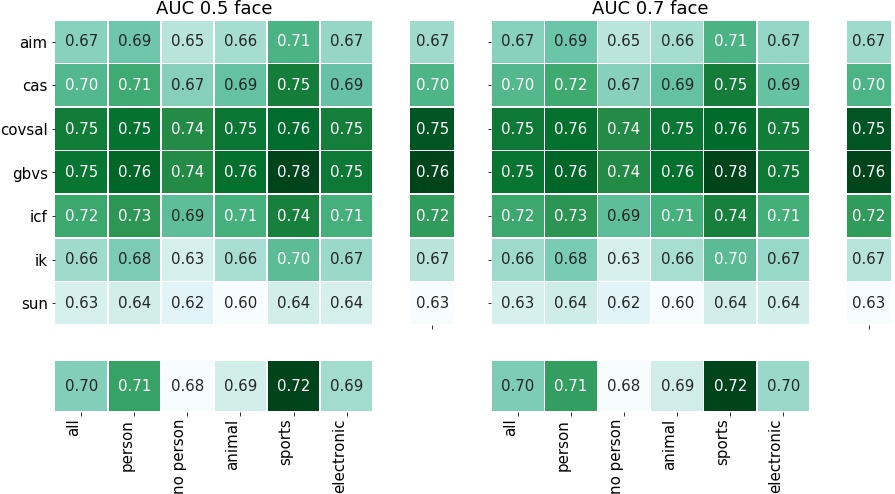 AUC 0.5 face AUC 0.7 face
aim 0.67 0.69 0.65 0.66 0.71 0.67 0.67 0.67 0.69 0.65 0.66 0.71 0.67 0.67
cas 0.70 0.71 0.67 0.69 0.75 0.69 0.70 0.70 0.72 0.67 0.69 0.75 0.69 0.70
covsal 0.75 0.75 0.74 0.75 0.76 0.75 0.75 0.75 0.76 0.74 0.75 0.76 0.75 0.75
gbvs 0.75 0.76 0.74 0.76 0.78 0.75 0.76 0.75 0.76 0.74 0.76 0.78 0.75 0.76
icf 0.72 0.73 0.69 0.71 0.74 0.71 0.72 0.72 0.73 0.69 0.71 0.74 0.71 0.72
ik 0.66 0.68 0.63 0.66 0.70 0.67 0.67 0.66 0.68 0.63 0.66 0.70 0.67 0.67
sun 0.63 0.64 0.62 0.60 0.64 0.64 0.63 0.63 0.64 0.62 0.60 0.64 0.64 0.63
0.70 0.71 0.68 0.69 0.72 0.69 0.70 0.71 0.68 0.69 0.72 0.70
all person no person animal sports electronic all person no person animal sports electronic